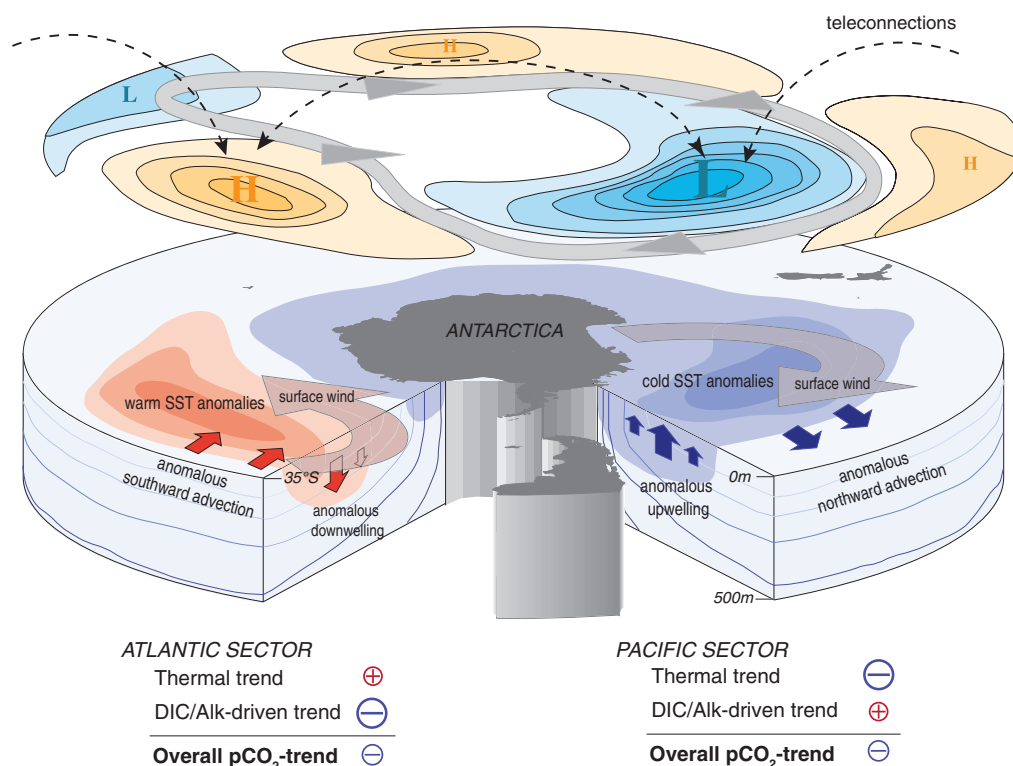 teleconnections
H
L
H
L
H
ANTARCTICA
warm SST anomalies
surface wind
cold SST anomalies
surface wind
anomalous
southward advection
35°S
anomalous
downwelling
anomalous
upwelling
0m
anomalous
northward advection
500m
ATLANTIC SECTOR
Thermal trend ⊕
DIC/Alk-driven trend ⊖
Overall pCO₂-trend ⊖
PACIFIC SECTOR
Thermal trend ⊖
DIC/Alk-driven trend ⊕
Overall pCO₂-trend ⊖